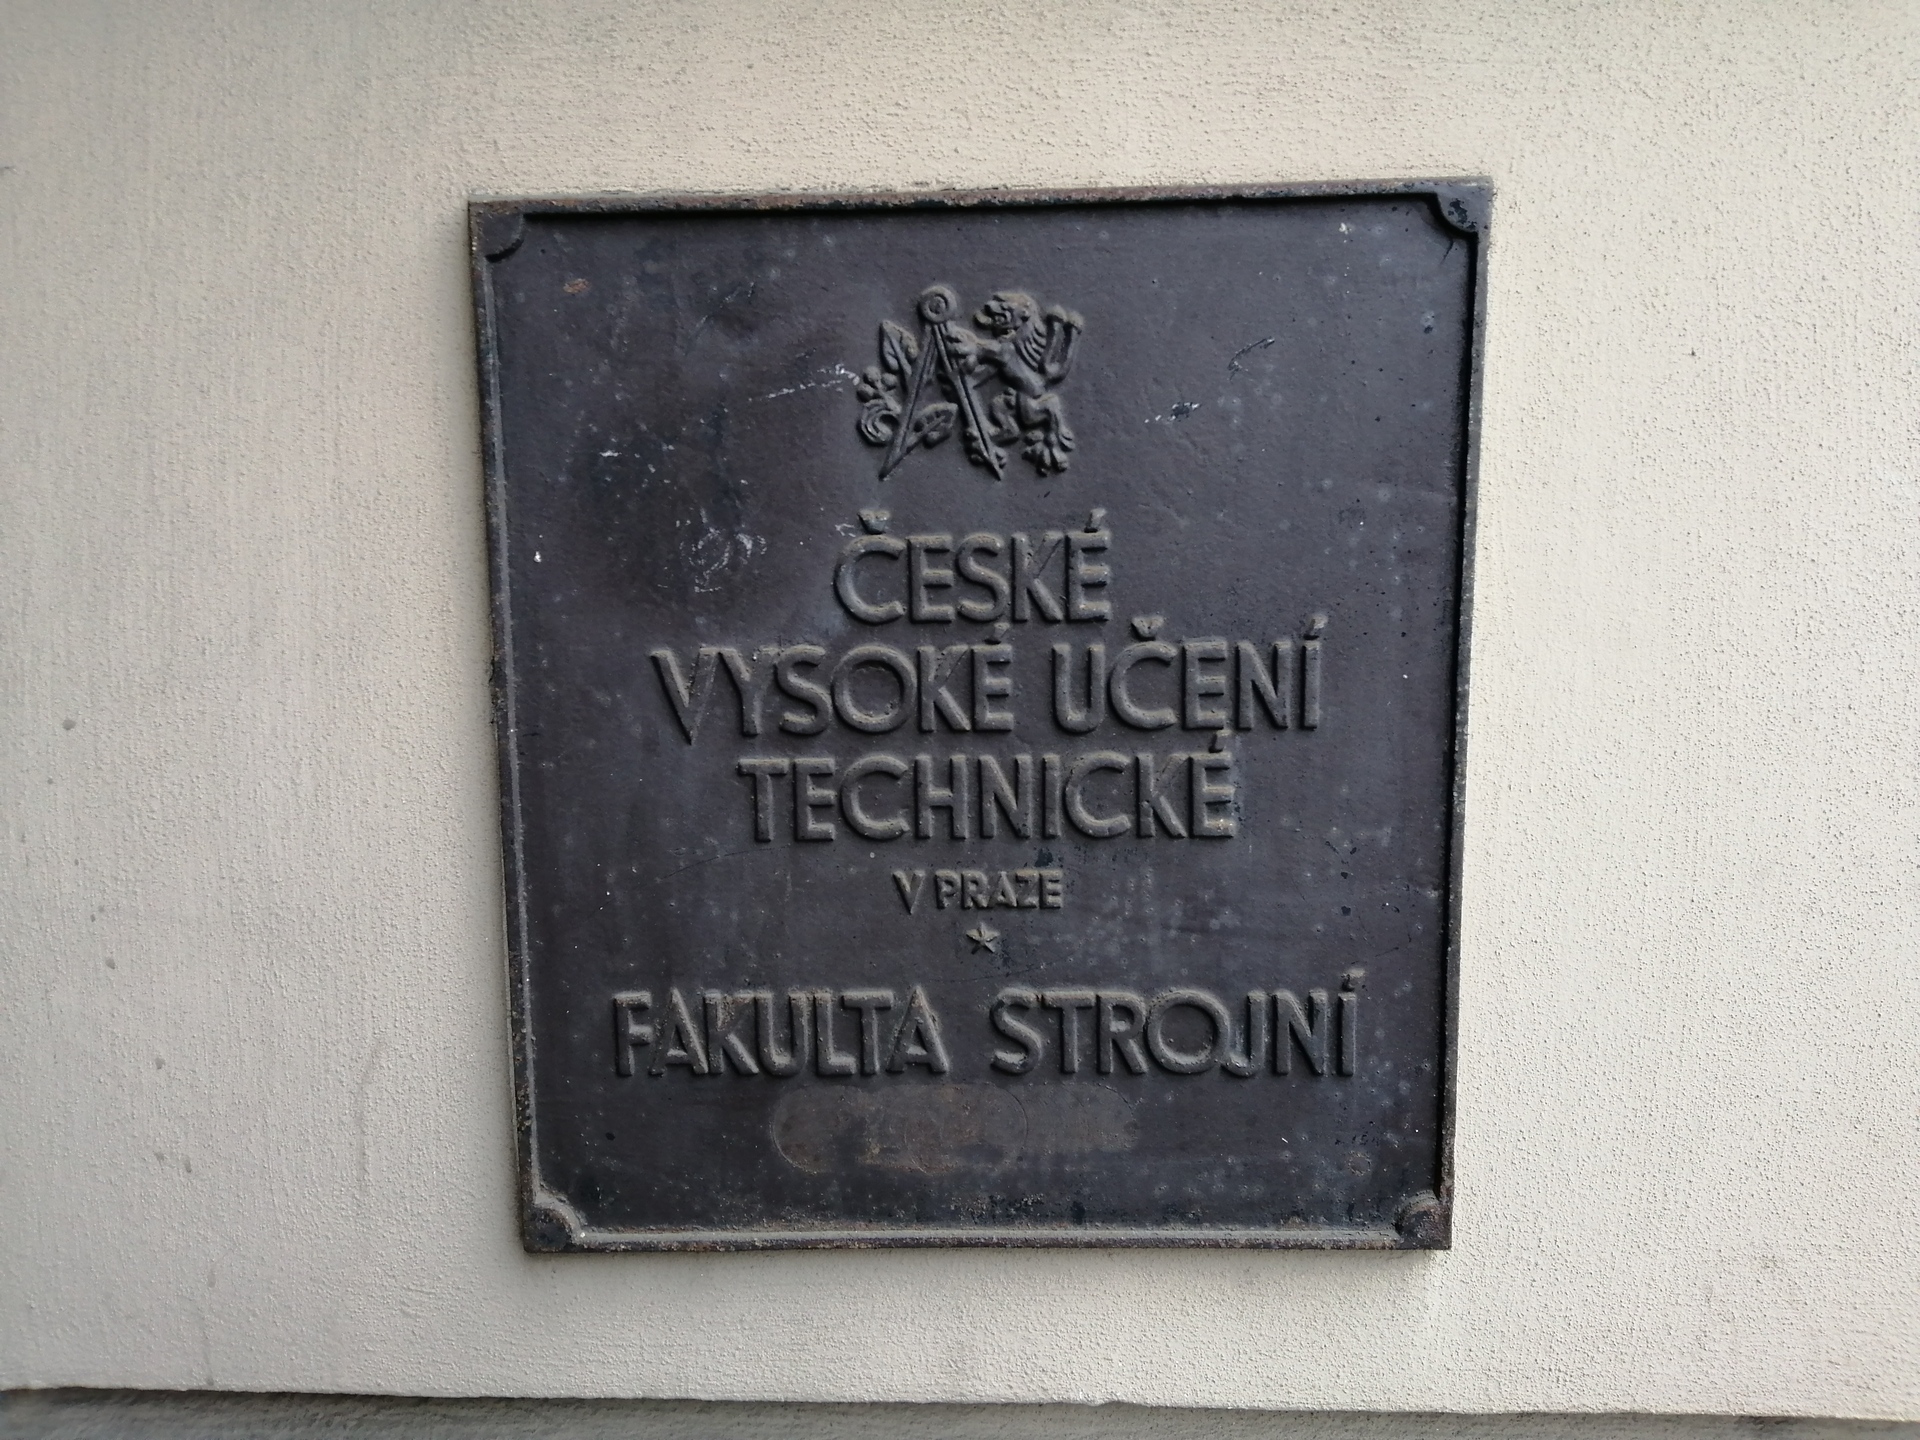 ČESKÉ
VYSOKÉ UČENÍ
TECHNICKÉ
V PRAZE
FAKULTA STROJNÍ